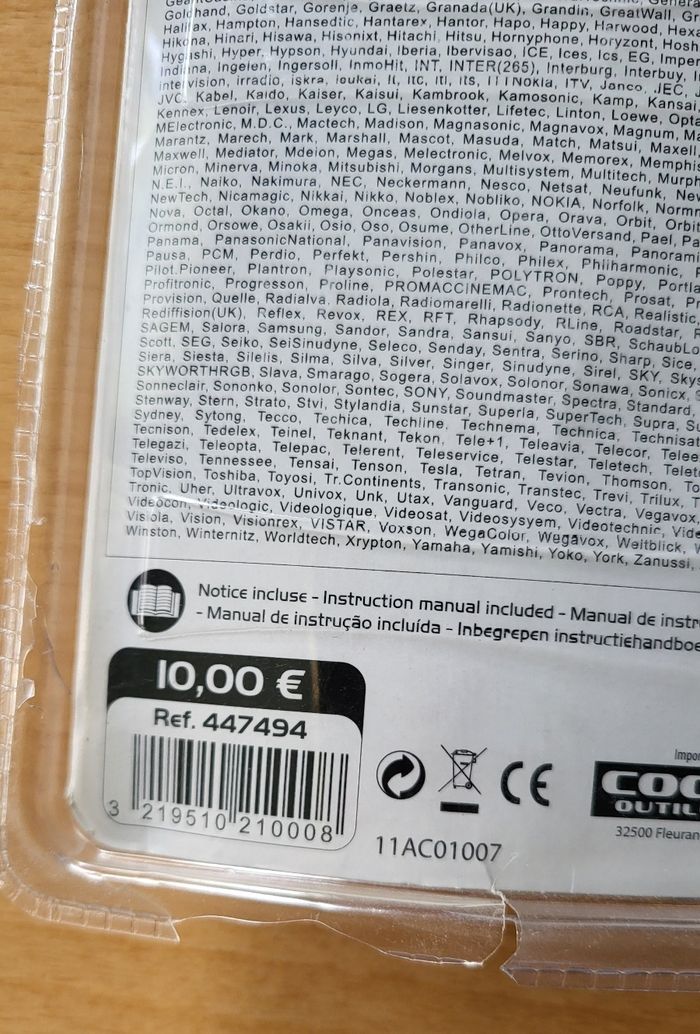 Goldhand, Goldstar, Gorenje, Graetz, Granada(UK), Grandin, GreatWall,
Halifax, Hampton, Hansedtic, Hantarex, Hantor, Hapo, Happy, Harwood,
Hikona, Hinari, Hisawa, Hisonixt, Hitachi, Hitsu, Hornyphone, Horyzont,
Hygashi, Hyper, Hypson, Hyundai, Iberia, Ibervisao, ICE, Ices, Ics, EG,
Indiana, Ingelen, Ingersoll, InmoHit, INT, INTER(265), Interburg, Interbuy,
Intervision, irradio, iskra, ITV, Janco, JEC,
JVC, Kabel, Kaido, Kaiser, Kaisui, Kambrook, Kamosonic, Kamp,
Kennex, Lenoir, Lexus, Leyco, LG, Liesenkotter, Lifetec, Linton, Loewe,
MElectronic, M.D.C., Mactech, Madison, Magnasonic, Magnavox, Magnum,
Marantz, Marech, Mark, Marshall, Mascot, Masuda, Match, Matsui, Maxell,
Maxwell, Mediator, Mdeion, Megas, Melectronic, Melvox, Memorex,
Micron, Minerva, Minoka, Mitsubishi, Morgans, Multisystem, Multitech,
N.E.I., Naiko, Nakimura, NEC, Neckermann, Nesco, Netsat, Neufunk,
NewTech, Nicamagic, Nikkai, Nikko, Noblex, Nobliko, NOKIA, Norfolk,
Nova, Octal, Okano, Omega, Onceas, Ondiola, Opera, Orava, Orbit,
Ormond, Orsowe, Osakii, Osio, Oso, Osume, OtherLine, OttoVersand, Pael,
Panama, PanasonicNational, Panavision, Panavox, Panorama,
Pausa, PCM, Perdio, Perfekt, Pershin, Philco, Philex, Phiiharmonic,
Pilot.Pioneer, Plantron, Playsonic, Polestar, POLYTRON, Poppy,
Profitronic, Progresson, Proline, PROMACCINEMAC, Prontech, Prosat,
Provision, Quelle, Radialva, Radiola, Radiomarelli, Radionette, RCA, Realistic,
Rediffision(UK), Reflex, Revox, REX, RFT, Rhapsody, RLine, Roadstar,
SAGEM, Salora, Samsung, Sandor, Sandra, Sansui, Sanyo, SBR,
Scott, SEG, Seiko, SeiSinudyne, Seleco, Senday, Sentra, Serino, Sharp, Sice,
Siera, Siesta, Silelis, Silma, Silva, Silver, Singer, Sinudyne, Sirel, SKY,
SKYWORTHRGB, Slava, Smarago, Sogera, Solavox, Solonor, Sonawa, Sonicx,
Sonneclair, Sononko, Sonolor, Sontec, SONY, Soundmaster, Spectra, Standard,
Stenway, Stern, Strato, Stvi, Stylandia, Sunstar, Superla, SuperTech, Supra,
Sydney, Sytong, Tecco, Technica, Techline, Technema, Technica,
Tecnison, Tedelex, Teinel, Teknant, Tekon, Tele+1, Teleavia, Telecor,
Telegazi, Teleopta, Telepac, Telerent, Teleservice, Telestar, Teletech,
Televiso, Tennessee, Tensai, Tenson, Tesla, Tetran, Tevion, Thomson,
TopVision, Toshiba, Toyosi, Tr.Continents, Transonic, Transtec, Trevi, Trilux,
Tronic, Uher, Ultravox, Univox, Unk, Utax, Vanguard, Veco, Vectra, Vegavox,
Videocon, Videologic, Videologique, Videosat, Videosysyem, Videotechnic,
Visiola, Vision, Visionrex, VISTAR, Voxson, WegaColor, Wegavox, Weitblick,
Winston, Winternitz, Worldtech, Xrypton, Yamaha, Yamishi, Yoko, York, Zanussi,
Notice incluse - Instruction manual included - Manual de instr
- Manual de instrução incluída - Inbegrepen instructiehandboe
10,00 €
Ref. 447494
3 219510 210008
11AC01007
CE
OUTIL
32500 Fleuran